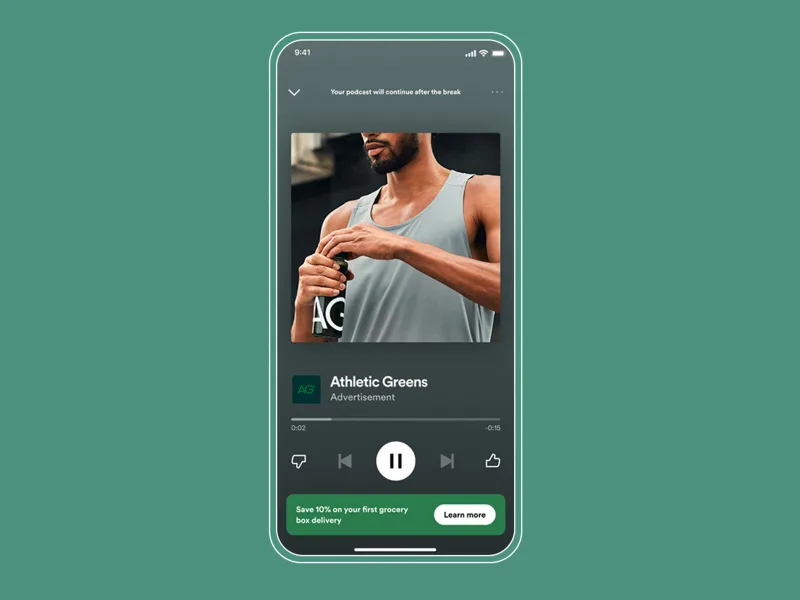 9:41
Your podcast will continue after the break
AG
AG
Athletic Greens
Advertisement
0:02
-0:15
Save 10% on your first grocery
box delivery
Learn more